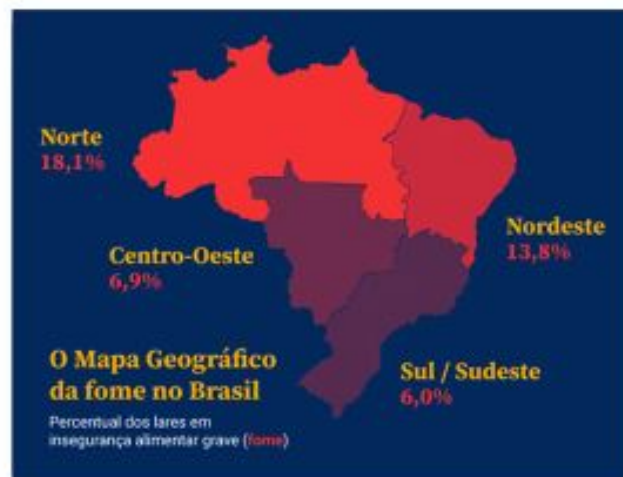 Norte
18,1%
Nordeste
13,8%
Centro-Oeste
6,9%
Sul / Sudeste
6,0%
O Mapa Geográfico
da fome no Brasil
Percentual dos lares em
insegurança alimentar grave (fome)